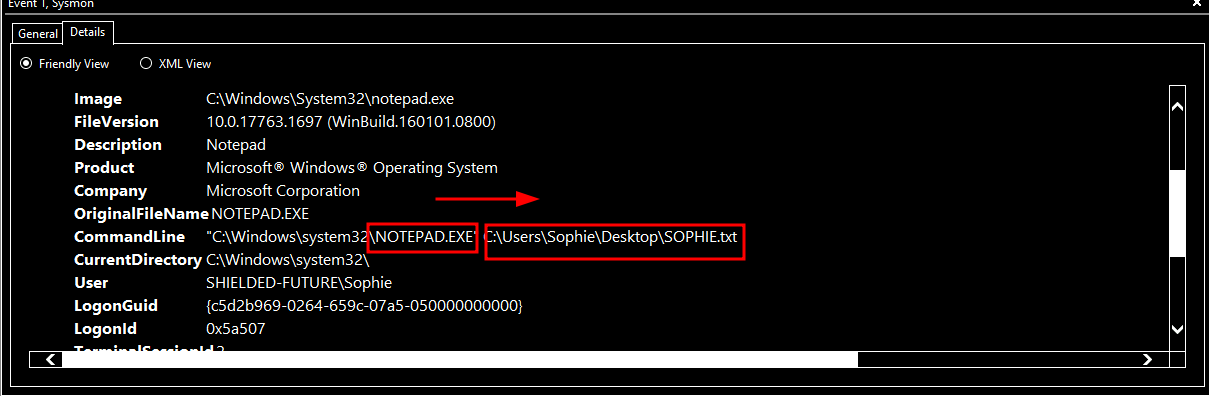 Event 1, Sysmon
General Details
Friendly View XML View
Image C:\Windows\System32\notepad.exe
FileVersion 10.0.17763.1697 (WinBuild.160101.0800)
Description Notepad
Product Microsoft® Windows® Operating System
Company Microsoft Corporation
OriginalFileName NOTEPAD.EXE
CommandLine "C:\Windows\system32\NOTEPAD.EXE" C:\Users\Sophie\Desktop\SOPHIE.txt
CurrentDirectory C:\Windows\system32\
User SHIELDED-FUTURE\Sophie
LogonGuid {c5d2b969-0264-659c-07a5-050000000000}
LogonId 0x5a507
TerminalSessionId 2